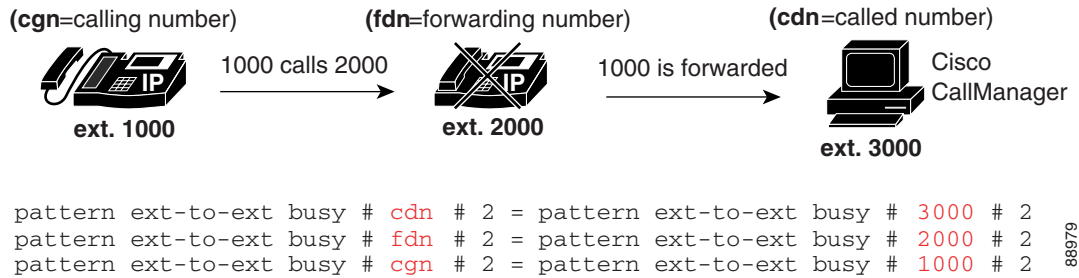 (cgn=calling number)
(fdn=forwarding number)
(cdn=called number)
IP
1000 calls 2000
IP
1000 is forwarded
Cisco
CallManager
ext. 1000
ext. 2000
ext. 3000
pattern ext-to-ext busy # cdn # 2 = pattern ext-to-ext busy # 3000 # 2
pattern ext-to-ext busy # fdn # 2 = pattern ext-to-ext busy # 2000 # 2
pattern ext-to-ext busy # cgn # 2 = pattern ext-to-ext busy # 1000 # 2
88979